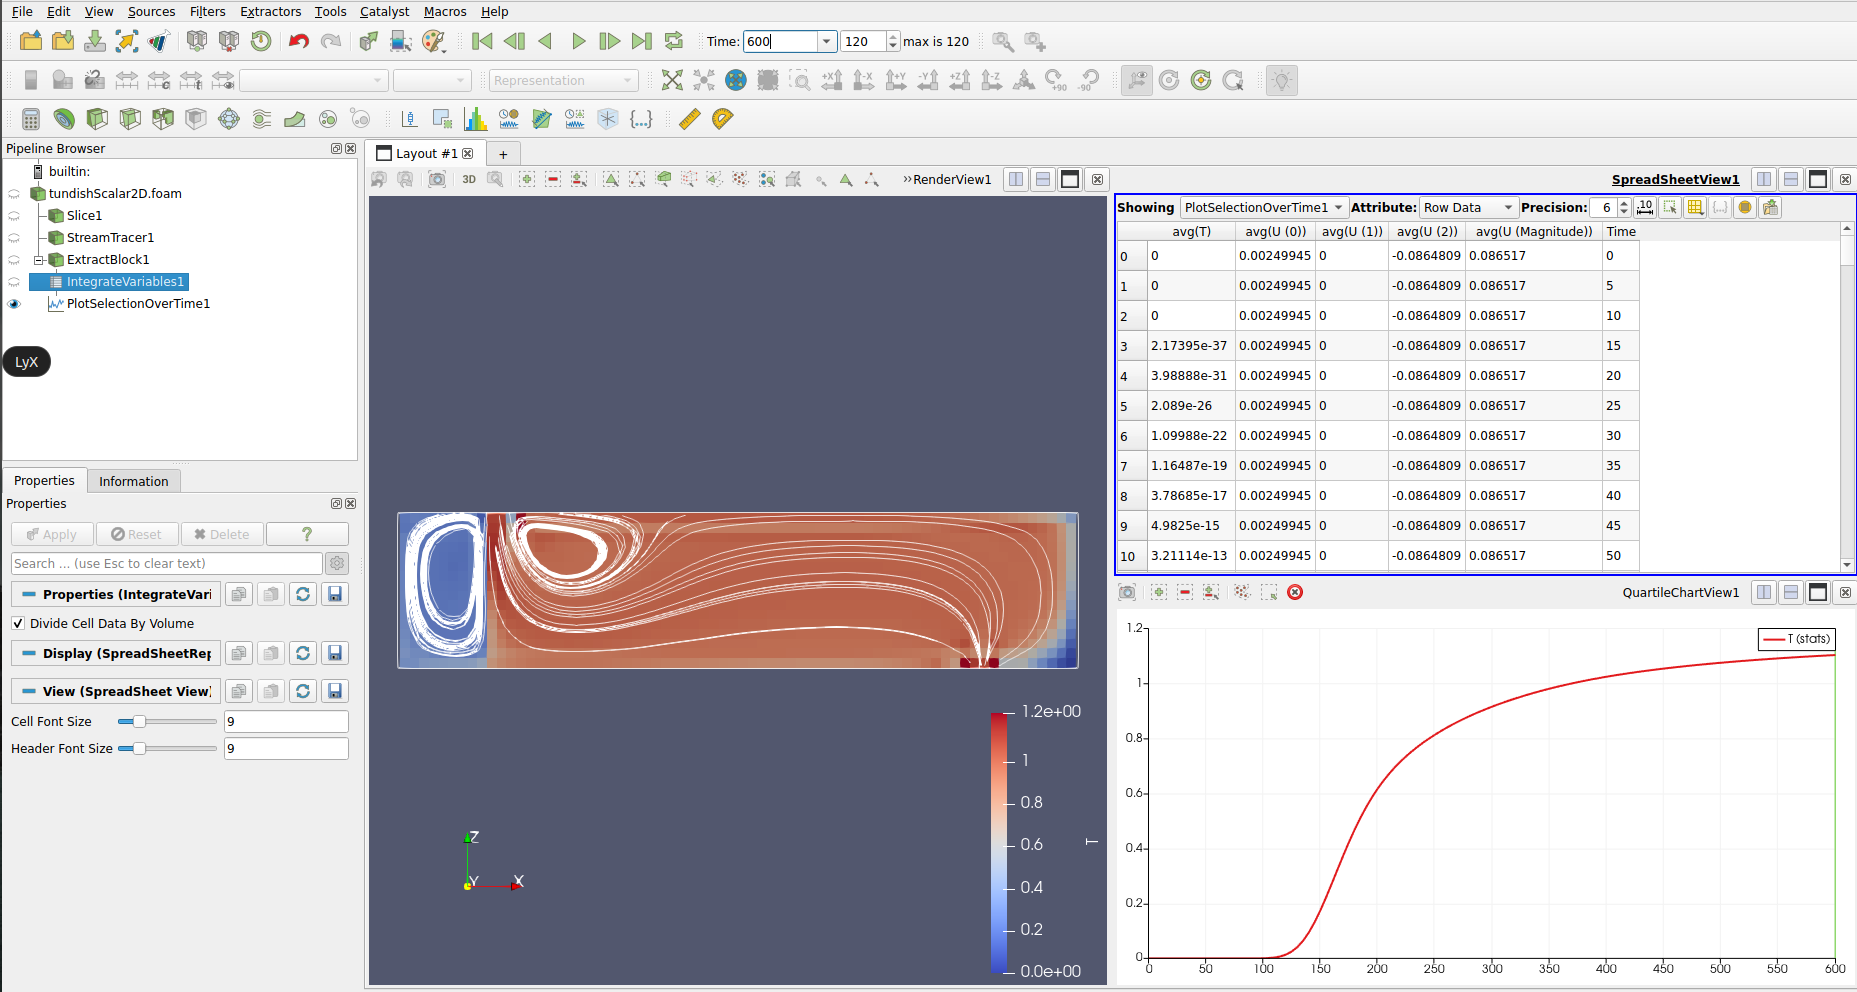 File Edit View Sources Filters Extractors Tools Catalyst Macros Help
Time: 600 120 max is 120
Representation
+X -X +Y -Y +Z -Z +90 -90
Pipeline Browser
builtin:
tundishScalar2D.foam
Slice1
StreamTracer1
ExtractBlock1
IntegrateVariables1
PlotSelectionOverTime1
LyX
Properties Information
Properties
Apply Reset Delete ?
Search ... (use Esc to clear text)
Properties (IntegrateVari
Divide Cell Data By Volume
Display (SpreadSheetRep
View (SpreadSheet View)
Cell Font Size 9
Header Font Size 9
Layout #1 +
3D »RenderView1
1.2e+00
1
0.8
0.6
0.4
0.2
0.0e+00
T
Z
Y X
SpreadSheetView1
Showing PlotSelectionOverTime1 Attribute: Row Data Precision: 6 .10
avg(T) avg(U (0)) avg(U (1)) avg(U (2)) avg(U (Magnitude)) Time
0 0 0.00249945 0 -0.0864809 0.086517 0
1 0 0.00249945 0 -0.0864809 0.086517 5
2 0 0.00249945 0 -0.0864809 0.086517 10
3 2.17395e-37 0.00249945 0 -0.0864809 0.086517 15
4 3.98888e-31 0.00249945 0 -0.0864809 0.086517 20
5 2.089e-26 0.00249945 0 -0.0864809 0.086517 25
6 1.09988e-22 0.00249945 0 -0.0864809 0.086517 30
7 1.16487e-19 0.00249945 0 -0.0864809 0.086517 35
8 3.78685e-17 0.00249945 0 -0.0864809 0.086517 40
9 4.9825e-15 0.00249945 0 -0.0864809 0.086517 45
10 3.21114e-13 0.00249945 0 -0.0864809 0.086517 50
QuartileChartView1
T (stats)
1.2
1
0.8
0.6
0.4
0.2
0
0 50 100 150 200 250 300 350 400 450 500 550 600